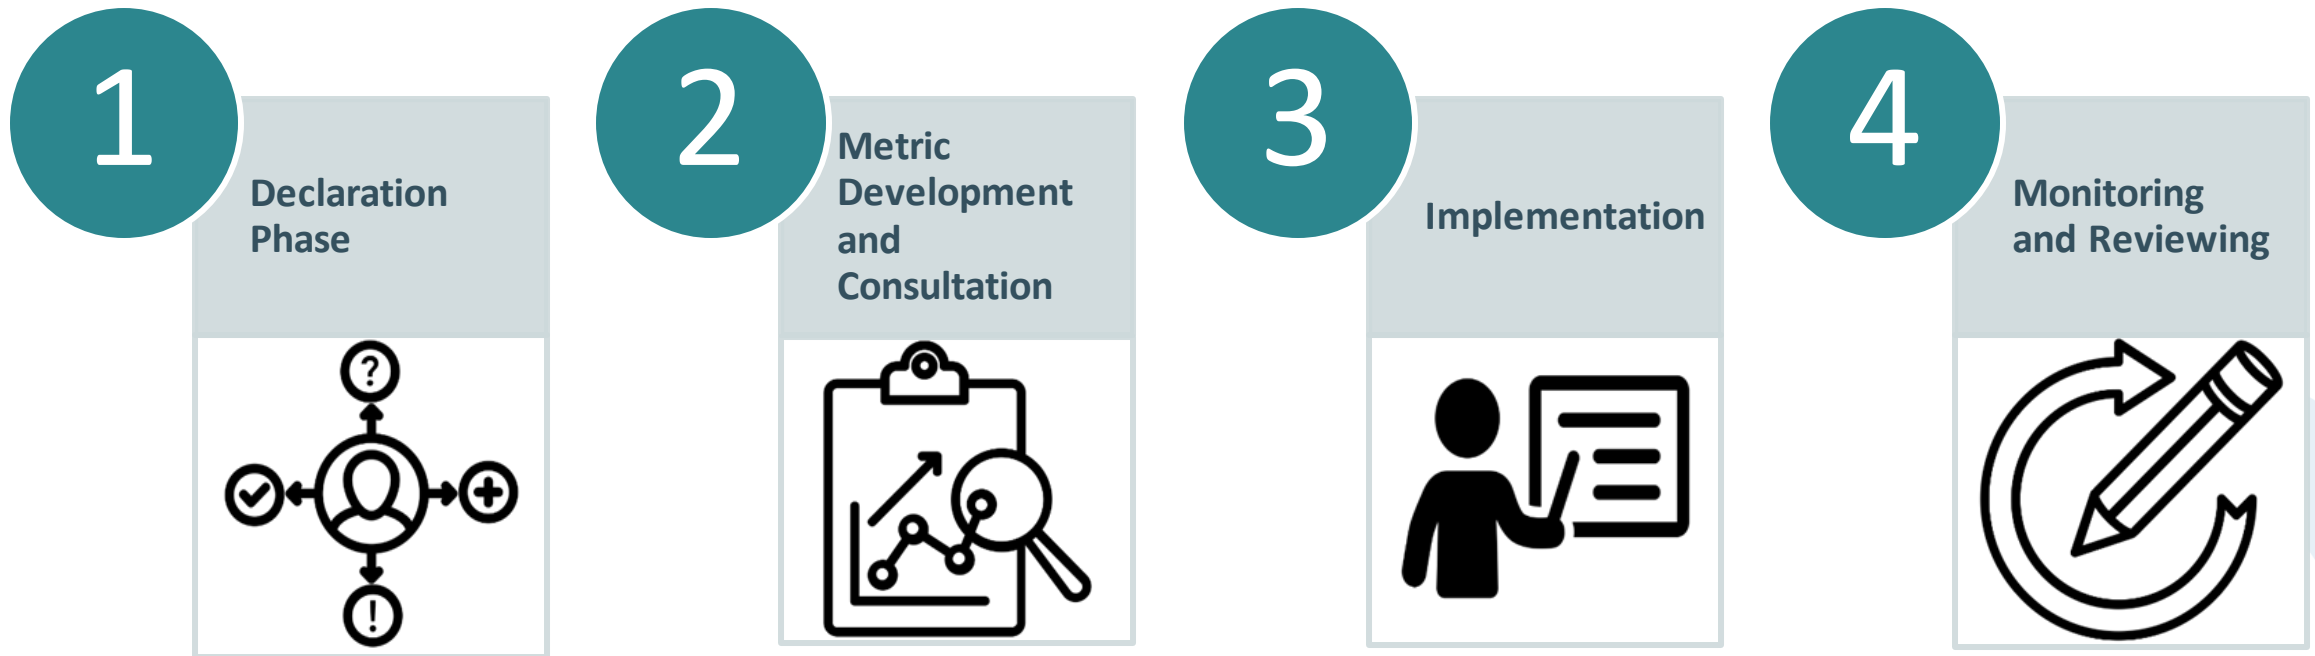 1
Declaration
Phase
?
!
2
Metric
Development
and
Consultation
3
Implementation
4
Monitoring
and Reviewing